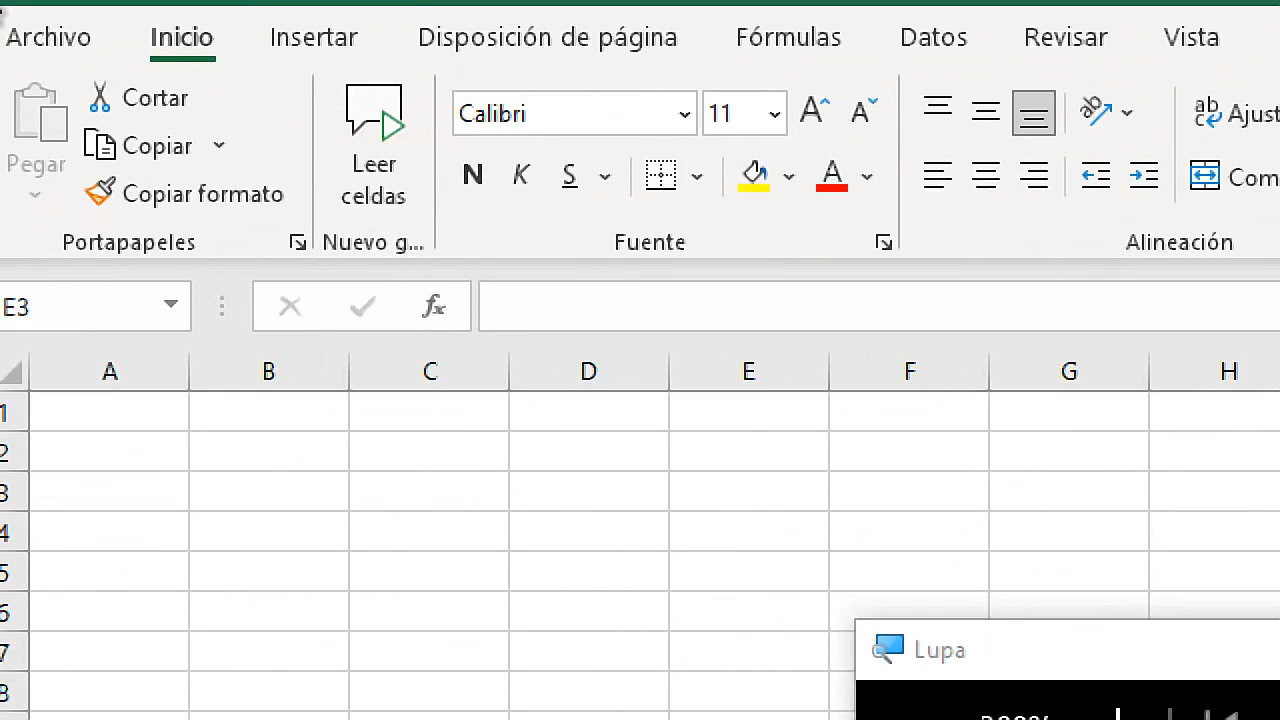 Archivo Inicio Insertar Disposición de página Fórmulas Datos Revisar Vista
Cortar
Copiar
Copiar formato
Pegar
Portapapeles
Leer
celdas
Nuevo g...
Calibri 11
N K S
Fuente
ab
Alineación
E3 fx
A B C D E F G H
1
2
3
4
5
6
7
8
Lupa